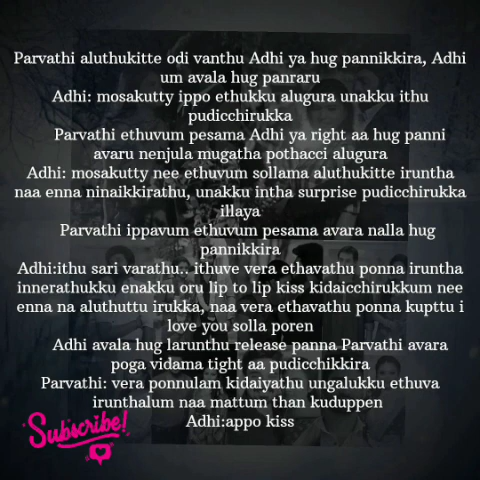 Parvathi aluthukitte odi vanthu Adhi ya hug pannikkira, Adhi
um avala hug panraru
Adhi: mosakutty ippo ethukku alugura unakku ithu
pudicchirukka
Parvathi ethuvum pesama Adhi ya right aa hug panni
avaru nenjula mugatha pothacci alugura
Adhi: mosakutty nee ethuvum sollama aluthukitte iruntha
naa enna ninaikkirathu, unakku intha surprise pudicchirukka
illaya
Parvathi ippavum ethuvum pesama avara nalla hug
pannikkira
Adhi:ithu sari varathu.. ithuve vera ethavathu ponna iruntha
innerathukku enakku oru lip to lip kiss kidaicchirukkum nee
enna na aluthuttu irukka, naa vera ethavathu ponna kupttu i
love you solla poren
Adhi avala hug larunthu release panna Parvathi avara
poga vidama tight aa pudicchikkira
Parvathi: vera ponnulam kidaiyathu ungalukku ethuva
irunthalum naa mattum than kuduppen
Adhi:appo kiss
Subscribe!